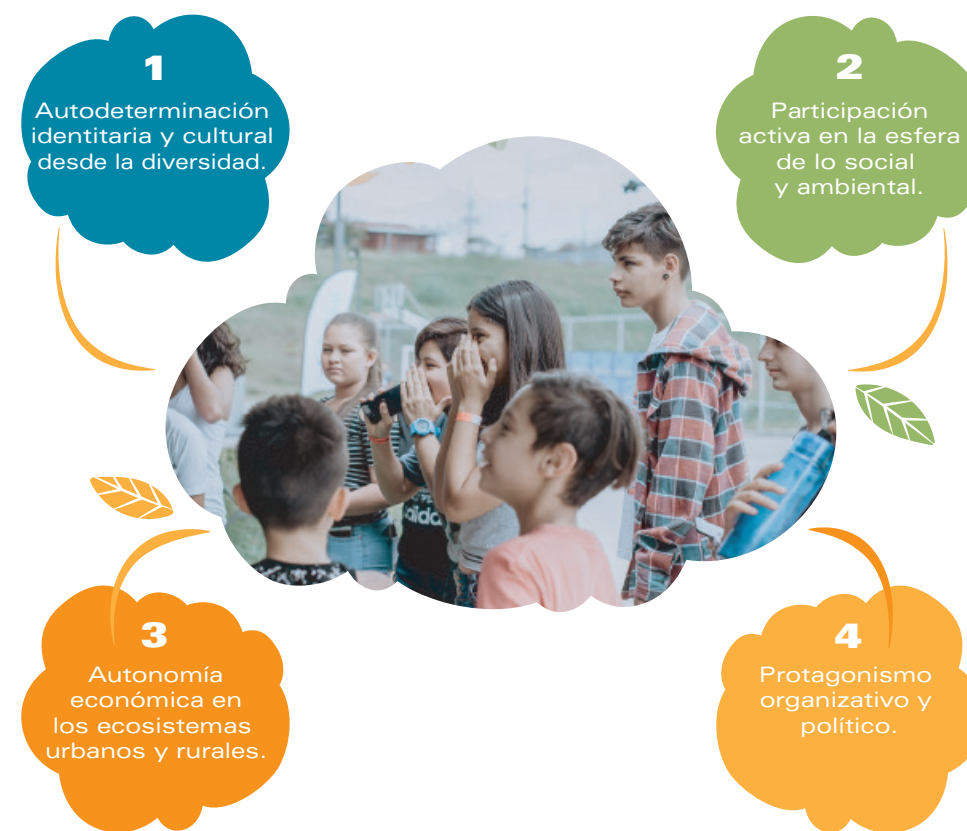 1
Autodeterminación
identitaria y cultural
desde la diversidad.
2
Participación
activa en la esfera
de lo social
y ambiental.
adidas
3
Autonomía
económica en
los ecosistemas
urbanos y rurales.
4
Protagonismo
organizativo y
político.